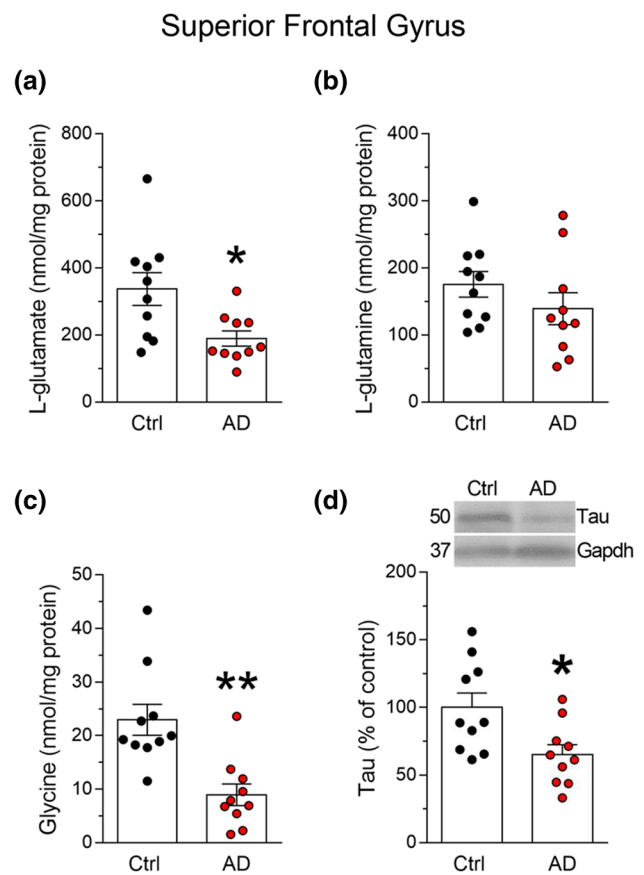 Superior Frontal Gyrus
(a)
L-glutamate (nmol/mg protein)
800
600
400
200
0
*
Ctrl AD
(b)
L-glutamine (nmol/mg protein)
400
300
200
100
0
Ctrl AD
(c)
Glycine (nmol/mg protein)
50
40
30
20
10
0
**
Ctrl AD
(d)
Ctrl AD
50 Tau
37 Gapdh
Tau (% of control)
200
150
100
50
0
*
Ctrl AD